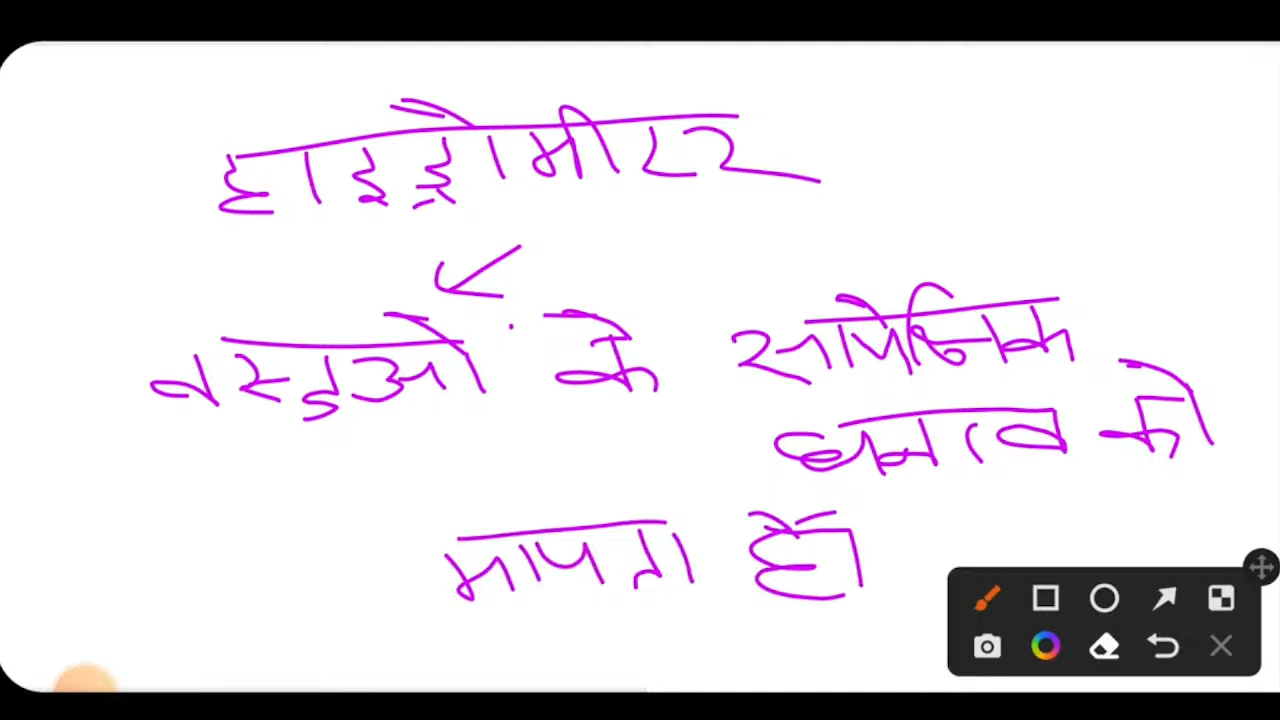 हाइड्रोमीटर
वस्तुओ के सापेक्षिक
घनत्व को
मापता है।